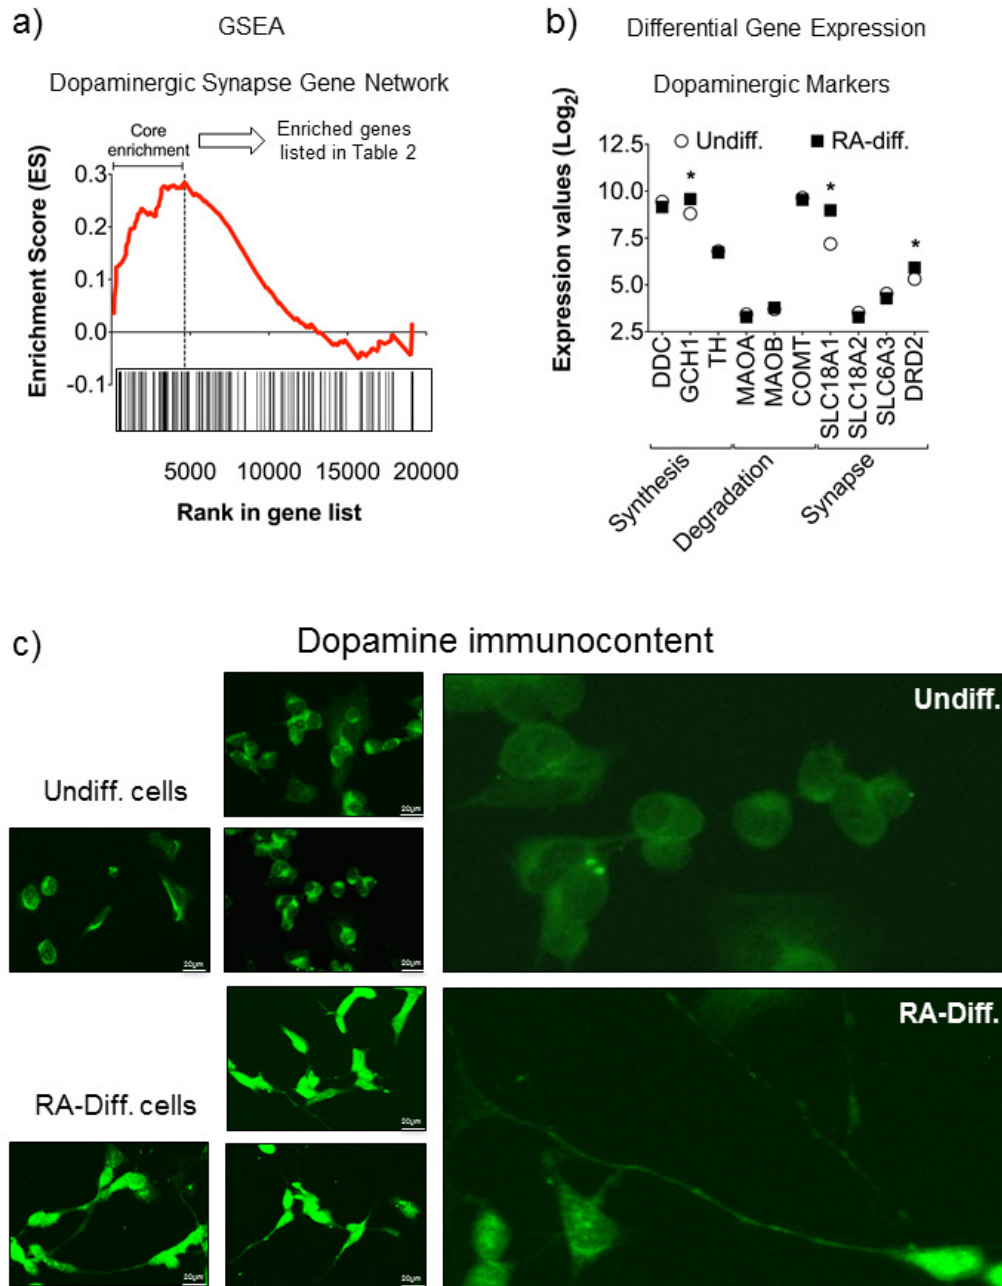 a)
GSEA
Dopaminergic Synapse Gene Network
Core
enrichment
Enriched genes
listed in Table 2
Enrichment Score (ES)
0.3
0.2
0.1
0.0
-0.1
5000 10000 15000 20000
Rank in gene list
b)
Differential Gene Expression
Dopaminergic Markers
Undiff. RA-diff.
Expression values (Log2)
12.5
10.0
7.5
5.0
2.5
* * *
DDC
GCH1
TH
MAOA
MAOB
COMT
SLC18A1
SLC18A2
SLC6A3
DRD2
Synthesis
Degradation
Synapse
c)
Dopamine immunocontent
Undiff. cells
20µm
20µm
20µm
Undiff.
RA-Diff. cells
20µm
20µm
20µm
RA-Diff.